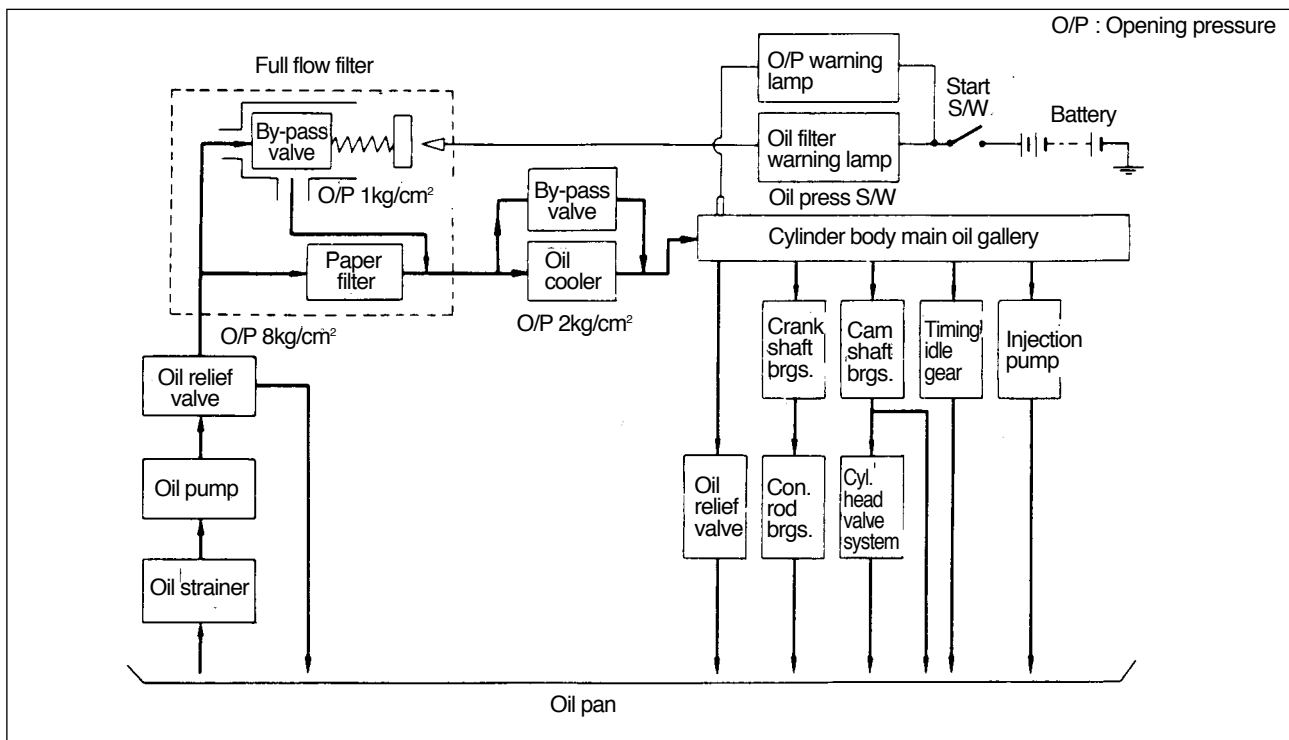 O/P : Opening pressure
Full flow filter
O/P warning
lamp
Start
S/W
Battery
By-pass
valve
Oil filter
warning lamp
O/P 1kg/cm²
By-pass
valve
Oil press S/W
Cylinder body main oil gallery
Paper
filter
Oil
cooler
O/P 8kg/cm²
O/P 2kg/cm²
Crank
shaft
brgs.
Cam
shaft
brgs.
Timing
idle
gear
Injection
pump
Oil relief
valve
Oil pump
Oil
relief
valve
Con.
rod
brgs.
Cyl.
head
valve
system
Oil strainer
Oil pan